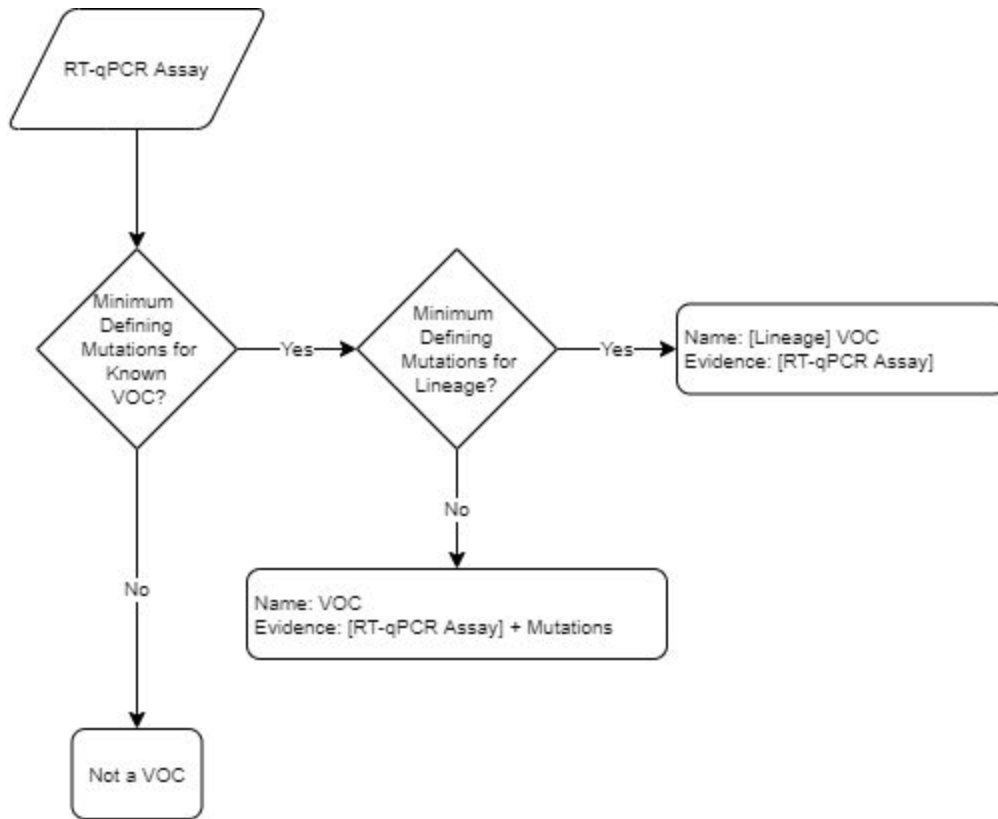 RT-qPCR Assay
Minimum
Defining
Mutations for
Known
VOC?
Yes
Minimum
Defining
Mutations for
Lineage?
Yes
Name: [Lineage] VOC
Evidence: [RT-qPCR Assay]
No
Name: VOC
Evidence: [RT-qPCR Assay] + Mutations
No
Not a VOC